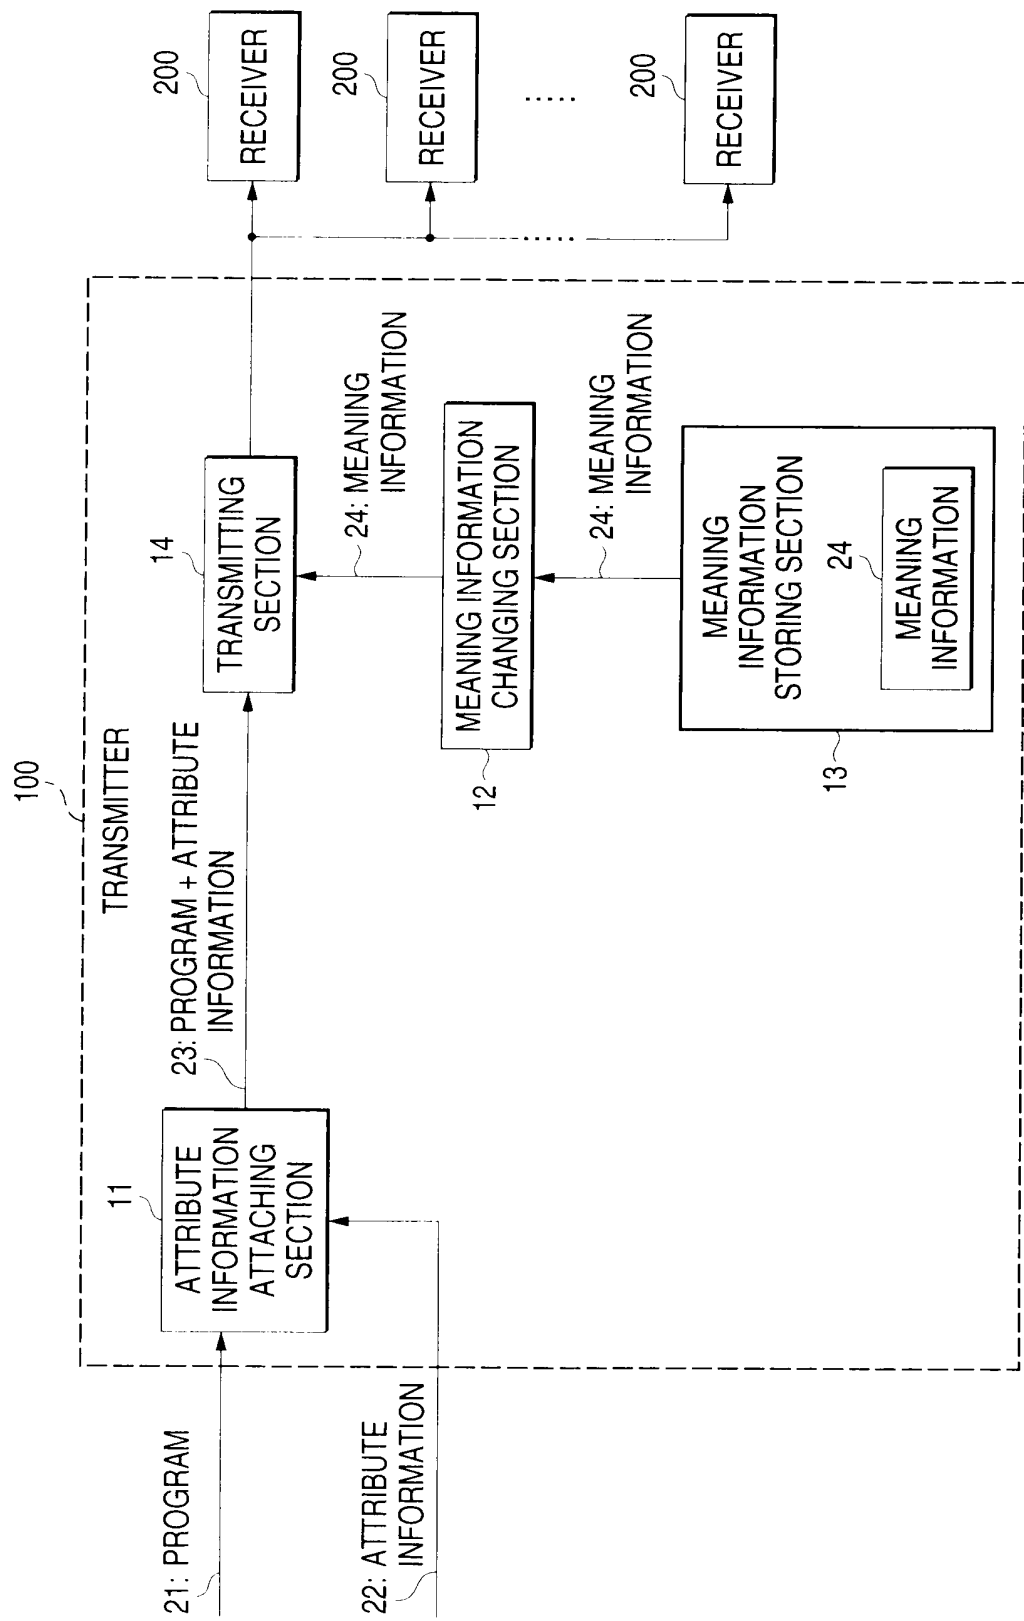 100
TRANSMITTER
21: PROGRAM
22: ATTRIBUTE
INFORMATION
11
ATTRIBUTE
INFORMATION
ATTACHING
SECTION
23: PROGRAM + ATTRIBUTE
INFORMATION
14
TRANSMITTING
SECTION
24: MEANING
INFORMATION
12
MEANING INFORMATION
CHANGING SECTION
24: MEANING
INFORMATION
13
MEANING
INFORMATION
STORING SECTION
24
MEANING
INFORMATION
200
RECEIVER
200
RECEIVER
200
RECEIVER